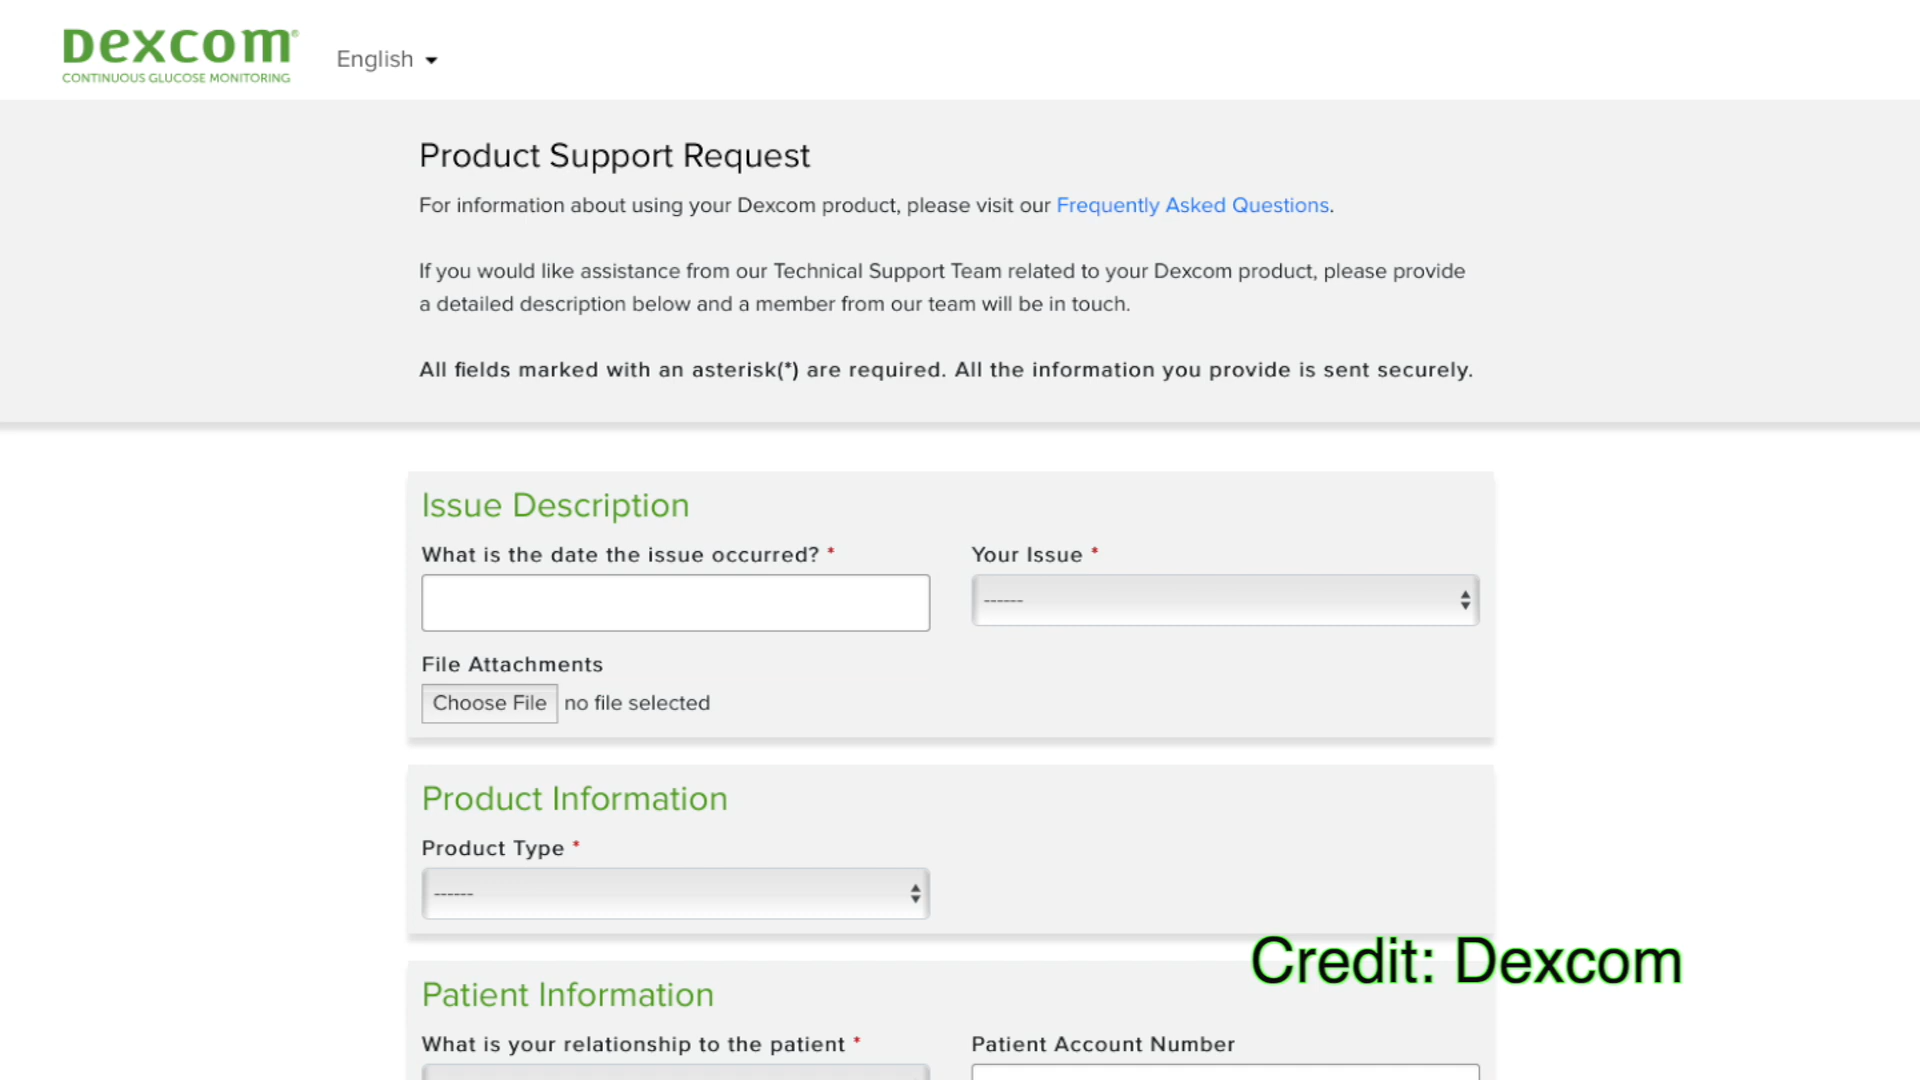 Dexcom®
CONTINUOUS GLUCOSE MONITORING
English
Product Support Request
For information about using your Dexcom product, please visit our Frequently Asked Questions.
If you would like assistance from our Technical Support Team related to your Dexcom product, please provide
a detailed description below and a member from our team will be in touch.
All fields marked with an asterisk(*) are required. All the information you provide is sent securely.
Issue Description
What is the date the issue occurred? *
Your Issue *
------
File Attachments
Choose File no file selected
Product Information
Product Type *
------
Credit: Dexcom
Patient Information
What is your relationship to the patient *
Patient Account Number